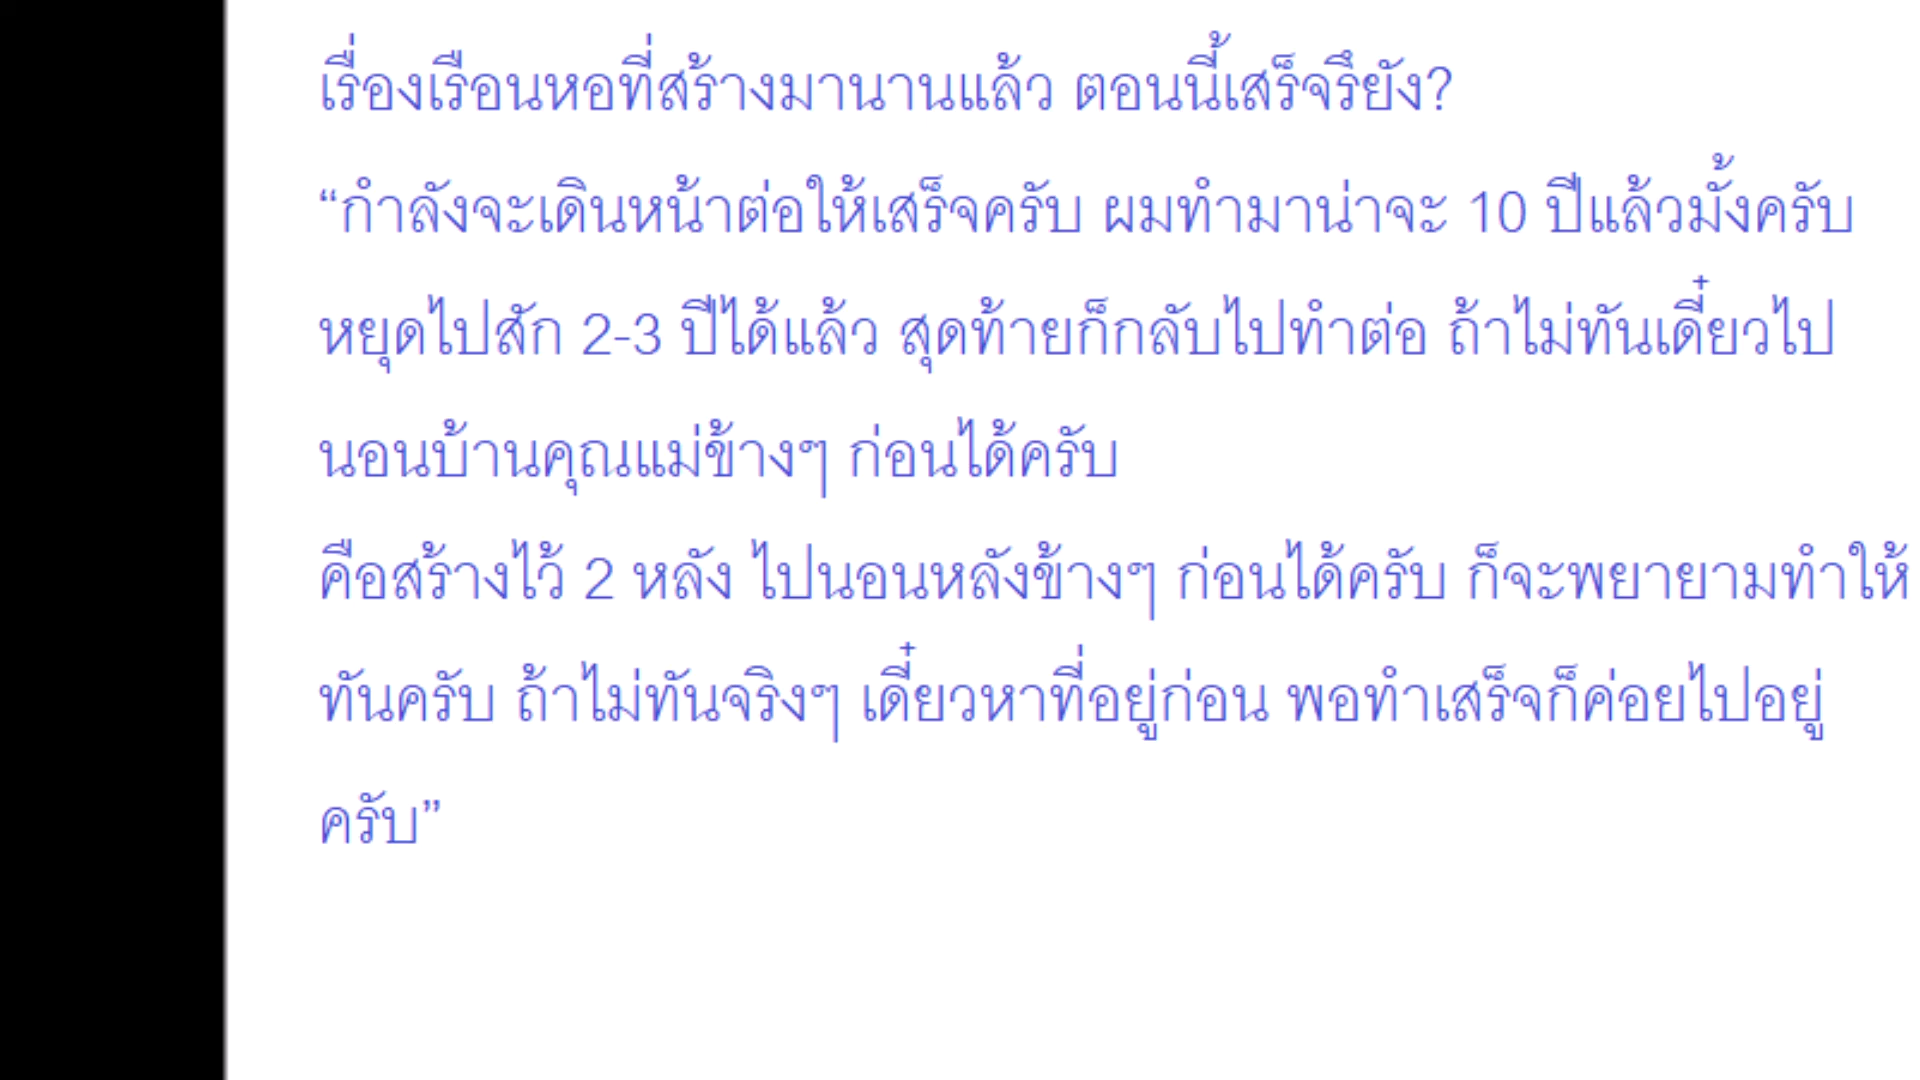 เรื่องเรือนหอที่สร้างมานานแล้ว ตอนนี้เสร็จรึยัง?
“กำลังจะเดินหน้าต่อให้เสร็จครับ ผมทำมาน่าจะ 10 ปีแล้วมั้งครับ
หยุดไปสัก 2-3 ปีได้แล้ว สุดท้ายก็กลับไปทำต่อ ถ้าไม่ทันเดี๋ยวไป
นอนบ้านคุณแม่ข้างๆ ก่อนได้ครับ
คือสร้างไว้ 2 หลัง ไปนอนหลังข้างๆ ก่อนได้ครับ ก็จะพยายามทำให้
ทันครับ ถ้าไม่ทันจริงๆ เดี๋ยวหาที่อยู่ก่อน พอทำเสร็จก็ค่อยไปอยู่
ครับ”